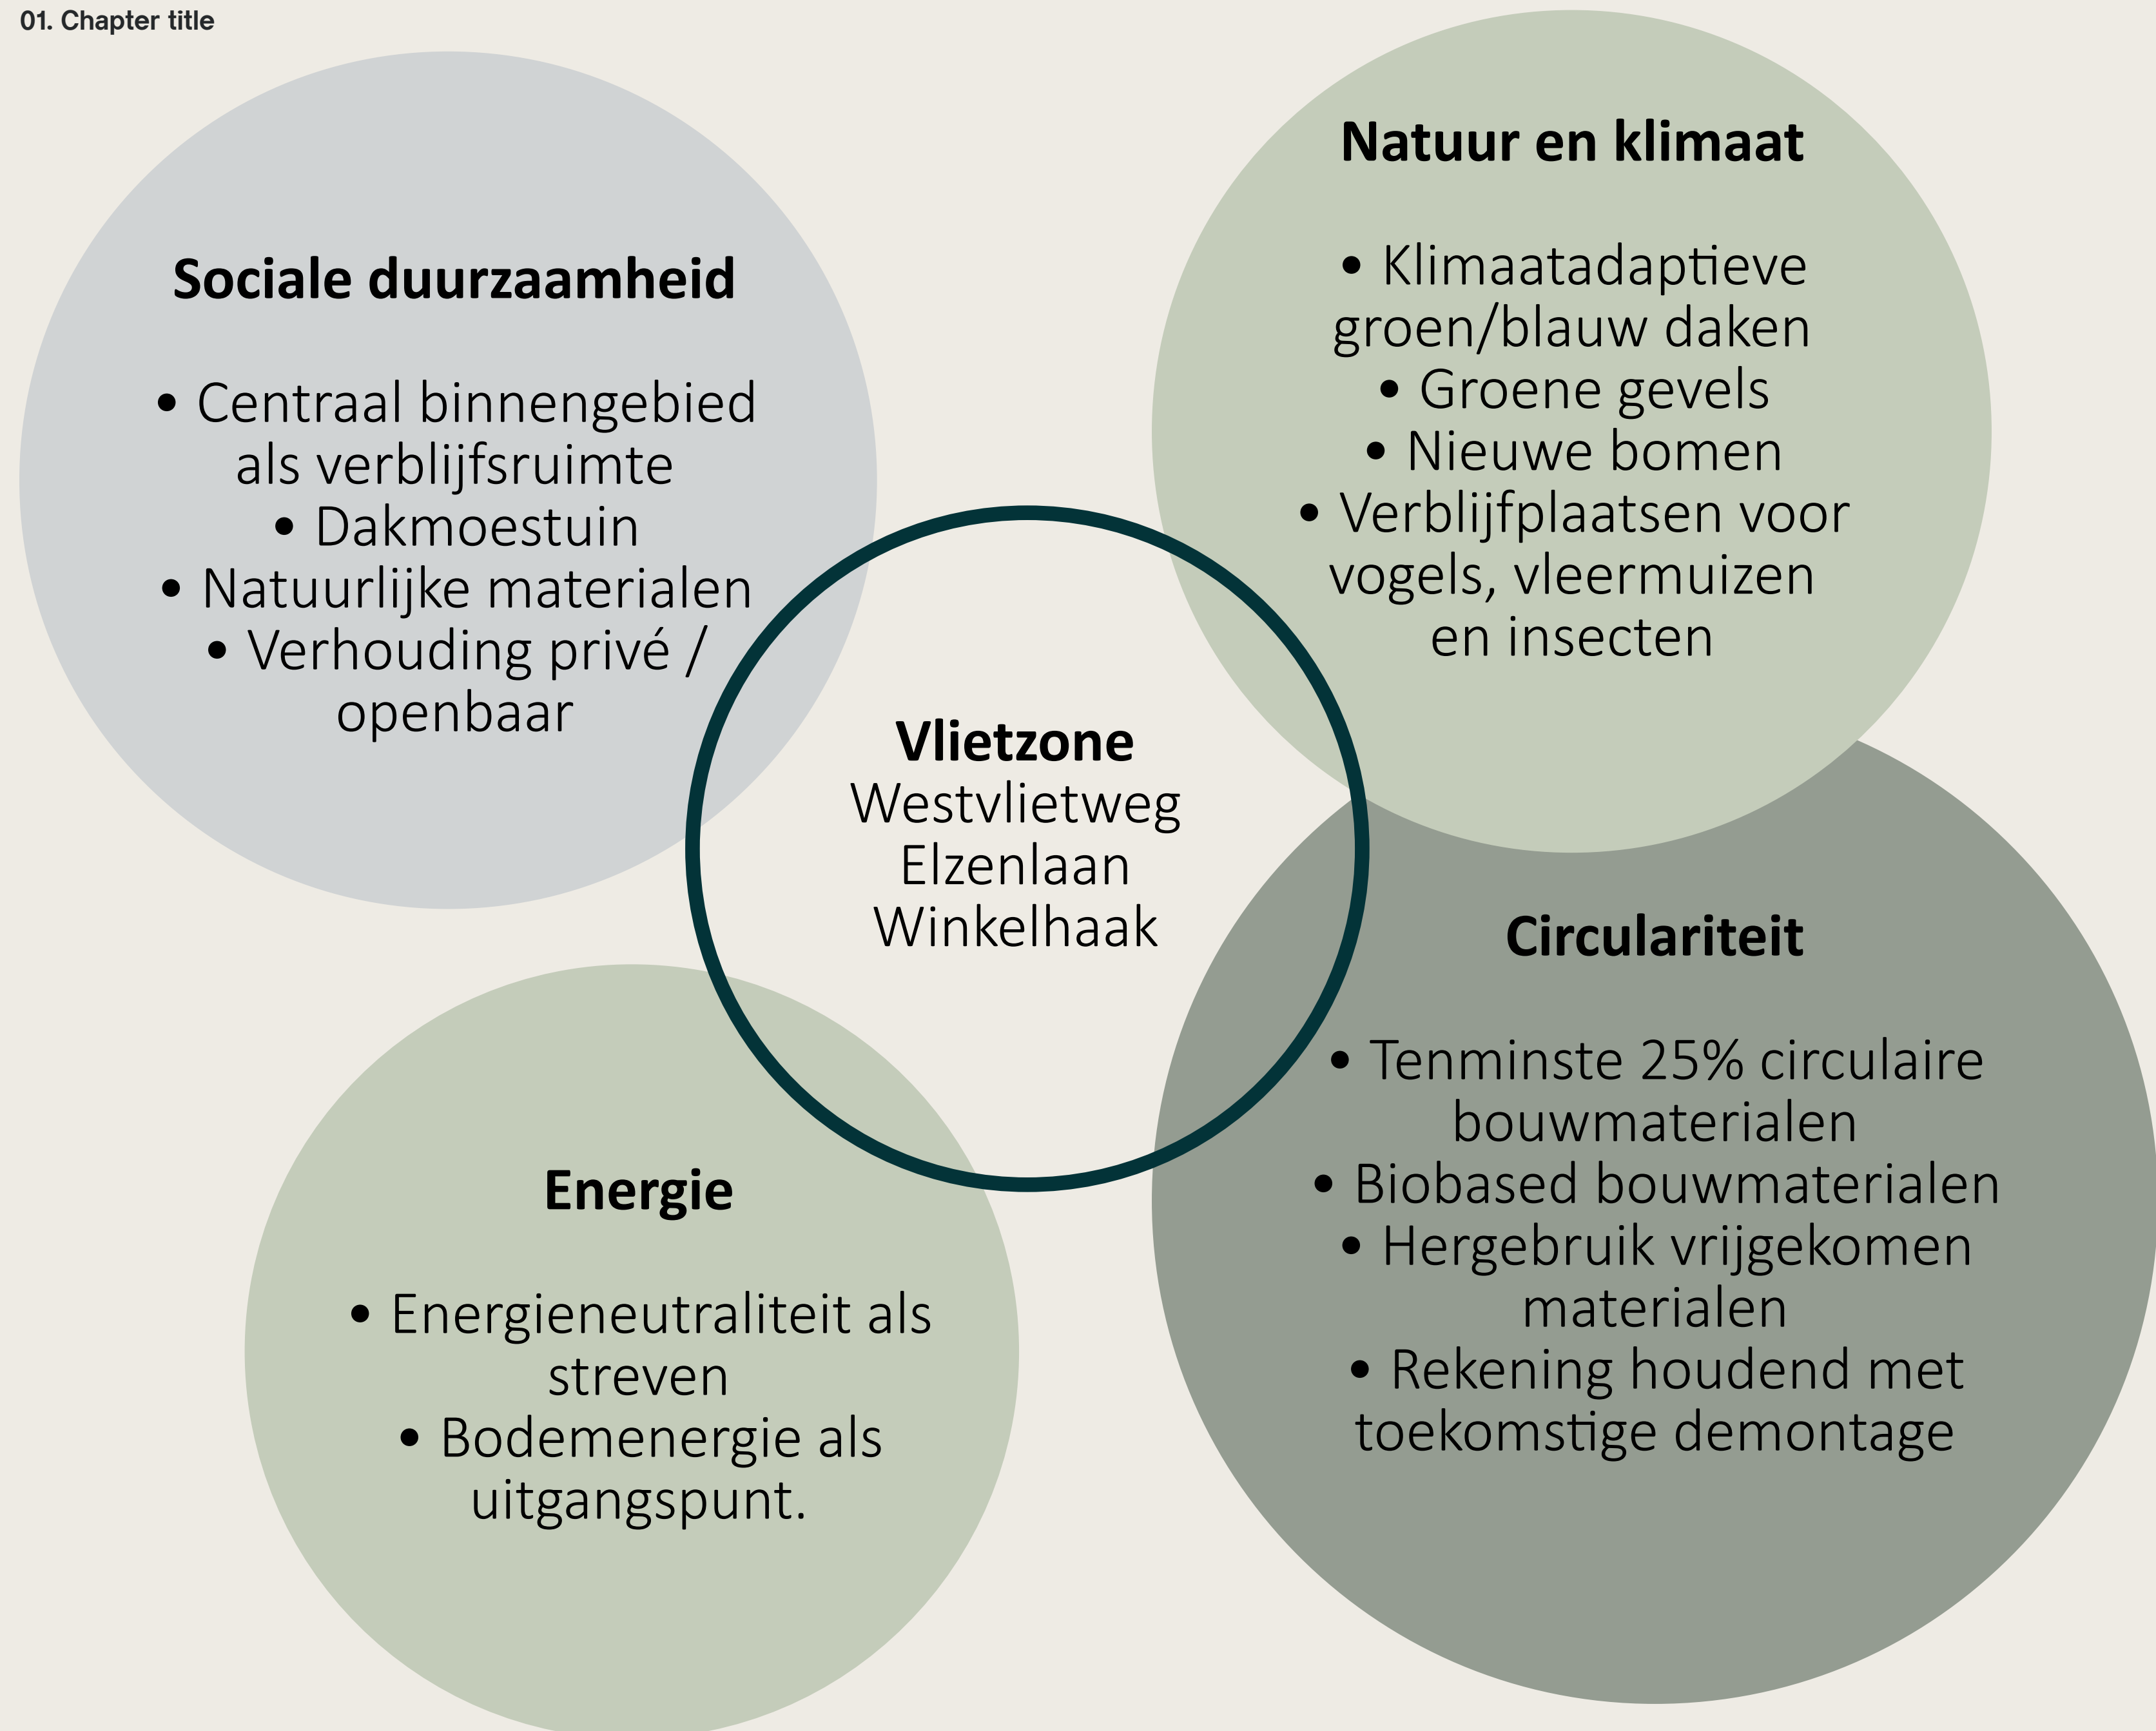 01. Chapter title
Sociale duurzaamheid
• Centraal binnengebied
als verblijfsruimte
• Dakmoestuin
• Natuurlijke materialen
• Verhouding privé /
openbaar
Natuur en klimaat
• Klimaatadaptieve
groen/blauw daken
• Groene gevels
• Nieuwe bomen
• Verblijfplaatsen voor
vogels, vleermuizen
en insecten
Vlietzone
Westvlietweg
Elzenlaan
Winkelhaak
Circulariteit
• Tenminste 25% circulaire
bouwmaterialen
• Biobased bouwmaterialen
• Hergebruik vrijgekomen
materialen
• Rekening houdend met
toekomstige demontage
Energie
• Energieneutraliteit als
streven
• Bodemenergie als
uitgangspunt.